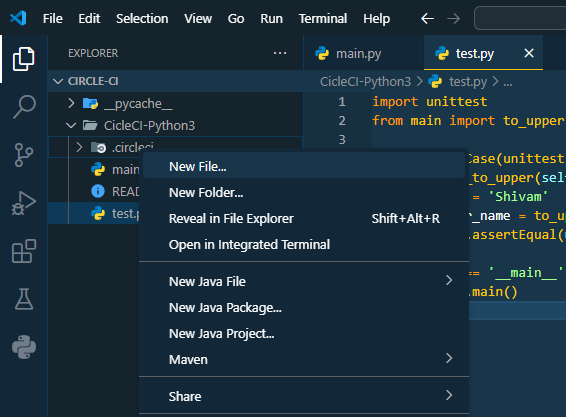 File Edit Selection View Go Run Terminal Help
EXPLORER
CIRCLE-CI
__pycache__
CicleCI-Python3
.circleci
main
READ
test.p
main.py
test.py
CicleCI-Python3 > test.py > ...
1 import unittest
2 from main import to_upper
3
Case(unittest
_to_upper(sel
= 'Shivam'
r_name = to_up
.assertEqual(u
== '__main__'
.main()
New File...
New Folder...
Reveal in File Explorer Shift+Alt+R
Open in Integrated Terminal
New Java File
New Java Package...
New Java Project...
Maven
Share